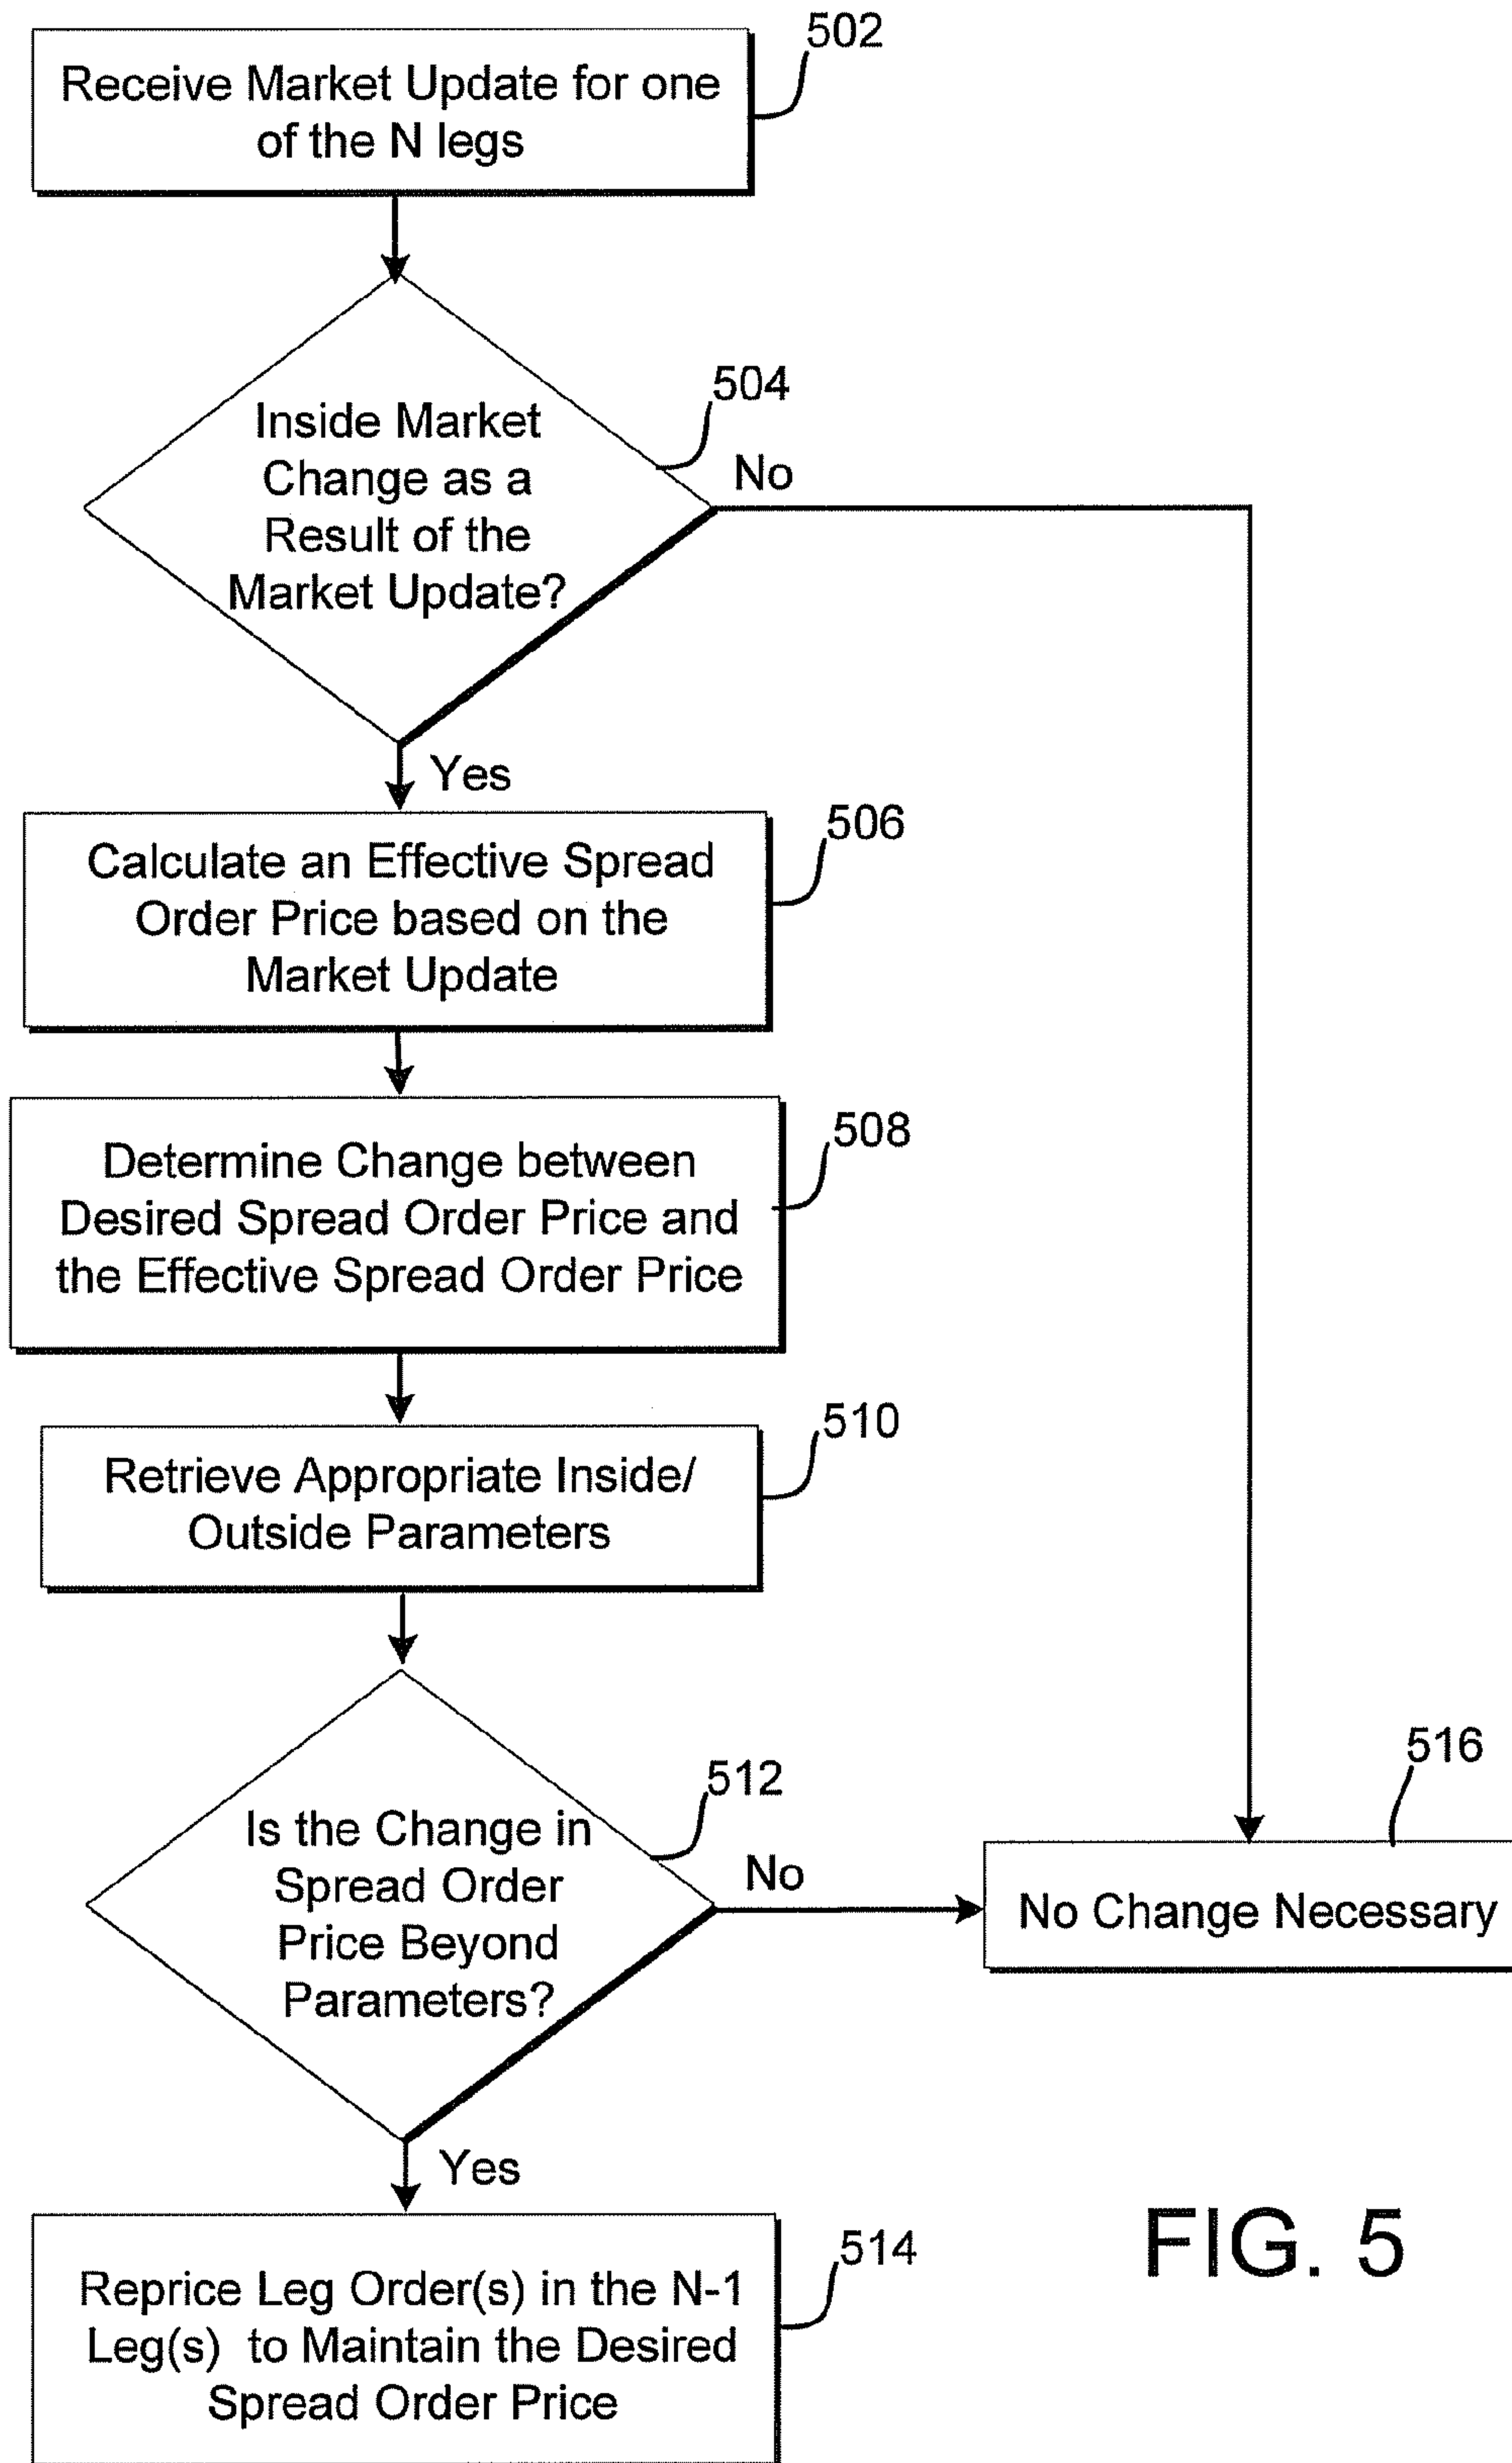 502
Receive Market Update for one
of the N legs
504
Inside Market
Change as a
Result of the
Market Update?
No
Yes
506
Calculate an Effective Spread
Order Price based on the
Market Update
508
Determine Change between
Desired Spread Order Price and
the Effective Spread Order Price
510
Retrieve Appropriate Inside/
Outside Parameters
512
Is the Change in
Spread Order
Price Beyond
Parameters?
No
516
No Change Necessary
Yes
514
Reprice Leg Order(s) in the N-1
Leg(s) to Maintain the Desired
Spread Order Price
FIG. 5